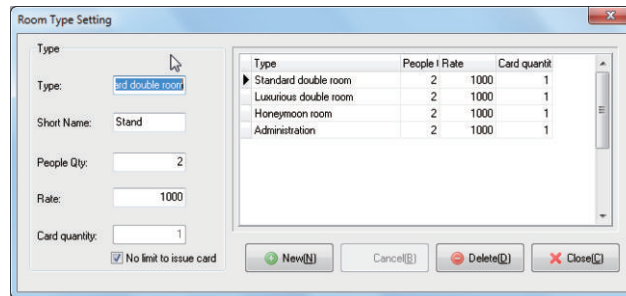 Room Type Setting
Type
Type: rd double room
Short Name: Stand
People Qty: 2
Rate: 1000
Card quantity: 1
No limit to issue card
Type People Rate Card quantit
Standard double room 2 1000 1
Luxurious double room 2 1000 1
Honeymoon room 2 1000 1
Administration 2 1000 1
New(N) Cancel(B) Delete(D) Close(C)